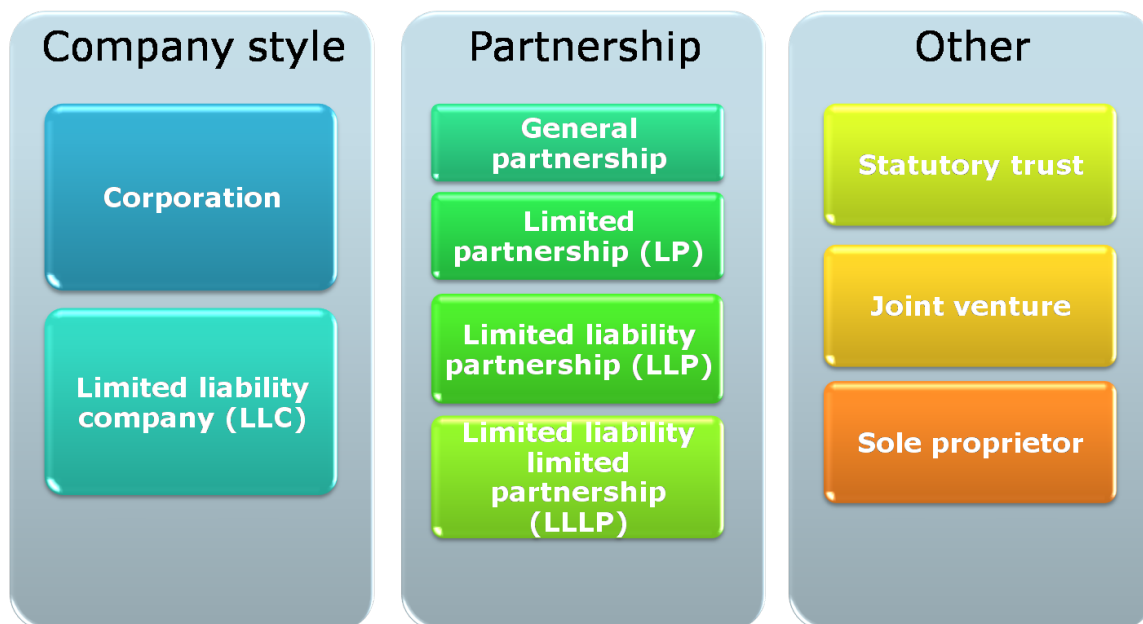 Company style
Corporation
Limited liability
company (LLC)
Partnership
General
partnership
Limited
partnership (LP)
Limited liability
partnership (LLP)
Limited liability
limited
partnership
(LLLP)
Other
Statutory trust
Joint venture
Sole proprietor